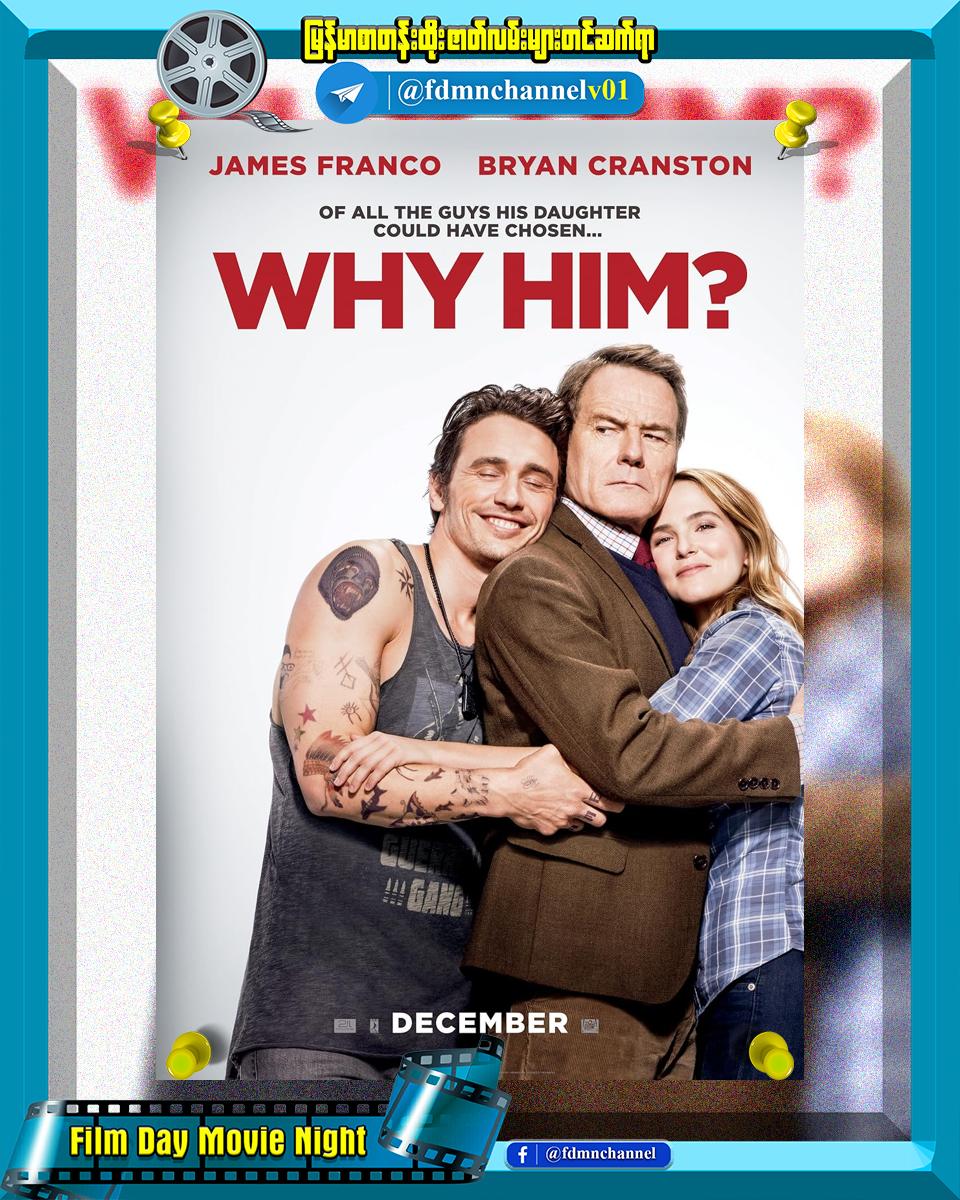 မြန်မာစာတန်းထိုးဇာတ်လမ်းများတင်ဆက်ရာ
@fdmnchannelv01
JAMES FRANCO BRYAN CRANSTON
OF ALL THE GUYS HIS DAUGHTER
COULD HAVE CHOSEN...
WHY HIM?
GANG
DECEMBER
Film Day Movie Night
@fdmnchannel